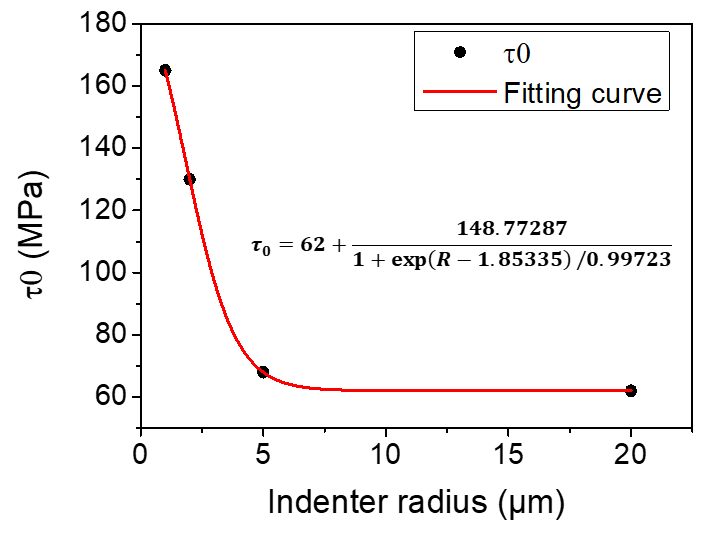 180
160
140
120
100
80
60
τ0 (MPa)
τ0
Fitting curve
τ₀ = 62 + 148.77287 / 1 + exp(R − 1.85335) /0.99723
0 5 10 15 20
Indenter radius (μm)